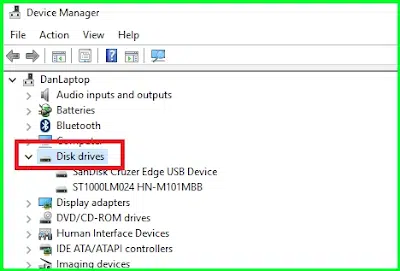 Device Manager
File Action View Help
DanLaptop
Audio inputs and outputs
Batteries
Bluetooth
Computer
Disk drives
SanDisk Cruzer Edge USB Device
ST1000LM024 HN-M101MBB
Display adapters
DVD/CD-ROM drives
Human Interface Devices
IDE ATA/ATAPI controllers
Imaging devices